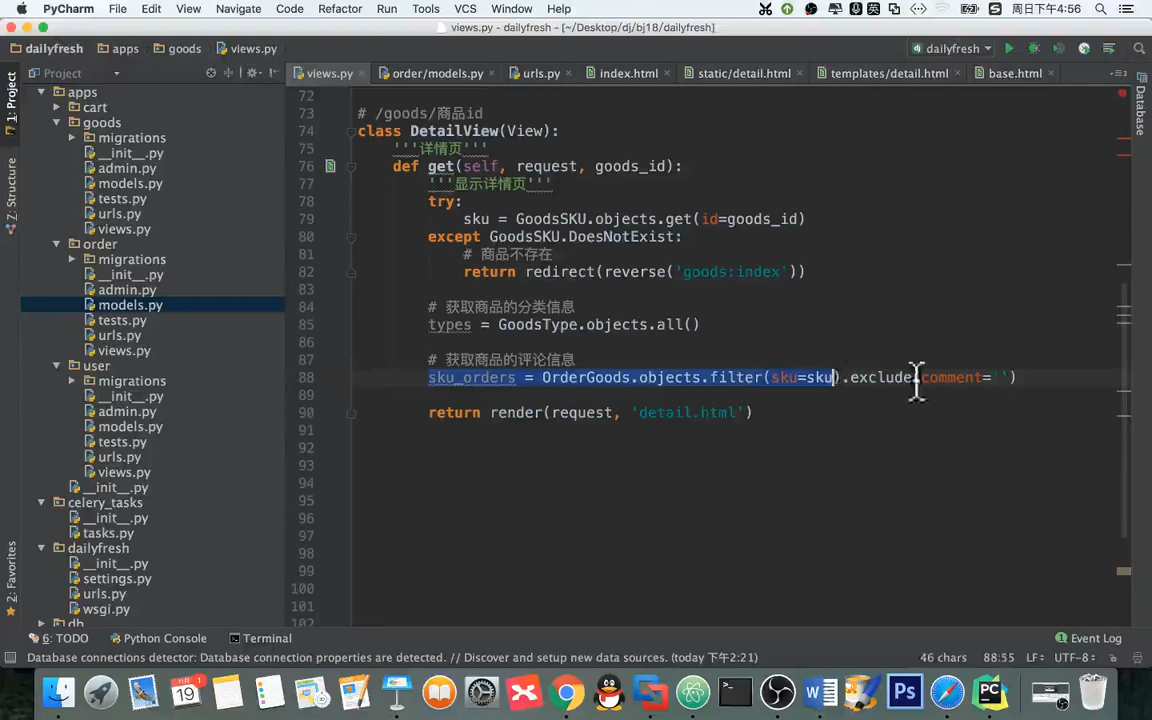 PyCharm File Edit View Navigate Code Refactor Run Tools VCS Window Help 英 周日下午4:56
views.py - dailyfresh - [~/Desktop/dj/bj18/dailyfresh]
dailyfresh apps goods views.py dailyfresh
Project views.py order/models.py urls.py index.html static/detail.html templates/detail.html base.html
1: Project
Z: Structure
2: Favorites
Database
apps
cart
goods
migrations
__init__.py
admin.py
models.py
tests.py
urls.py
views.py
order
migrations
__init__.py
admin.py
models.py
tests.py
urls.py
views.py
user
migrations
__init__.py
admin.py
models.py
tests.py
urls.py
views.py
__init__.py
celery_tasks
__init__.py
tasks.py
dailyfresh
__init__.py
settings.py
urls.py
wsgi.py
db
72
73 # /goods/商品id
74 class DetailView(View):
75 '''详情页'''
76 def get(self, request, goods_id):
77 '''显示详情页'''
78 try:
79 sku = GoodsSKU.objects.get(id=goods_id)
80 except GoodsSKU.DoesNotExist:
81 # 商品不存在
82 return redirect(reverse('goods:index'))
83
84 # 获取商品的分类信息
85 types = GoodsType.objects.all()
86
87 # 获取商品的评论信息
88 sku_orders = OrderGoods.objects.filter(sku=sku).exclude(comment='')
89
90 return render(request, 'detail.html')
91
92
93
94
95
96
97
98
99
100
101
102
6: TODO Python Console Terminal 1 Event Log
Database connections detector: Database connection properties are detected. // Discover and setup new data sources. (today 下午2:21) 46 chars 88:55 LF UTF-8
19 1
PC
Ps